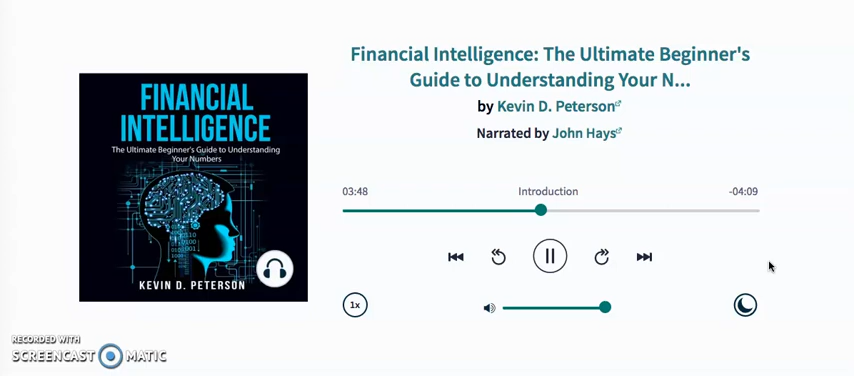 Financial Intelligence: The Ultimate Beginner's
Guide to Understanding Your N...
by Kevin D. Peterson
Narrated by John Hays
FINANCIAL
INTELLIGENCE
The Ultimate Beginner's Guide to Understanding
Your Numbers
KEVIN D. PETERSON
03:48 Introduction -04:09
1x
RECORDED WITH
SCREENCAST MATIC